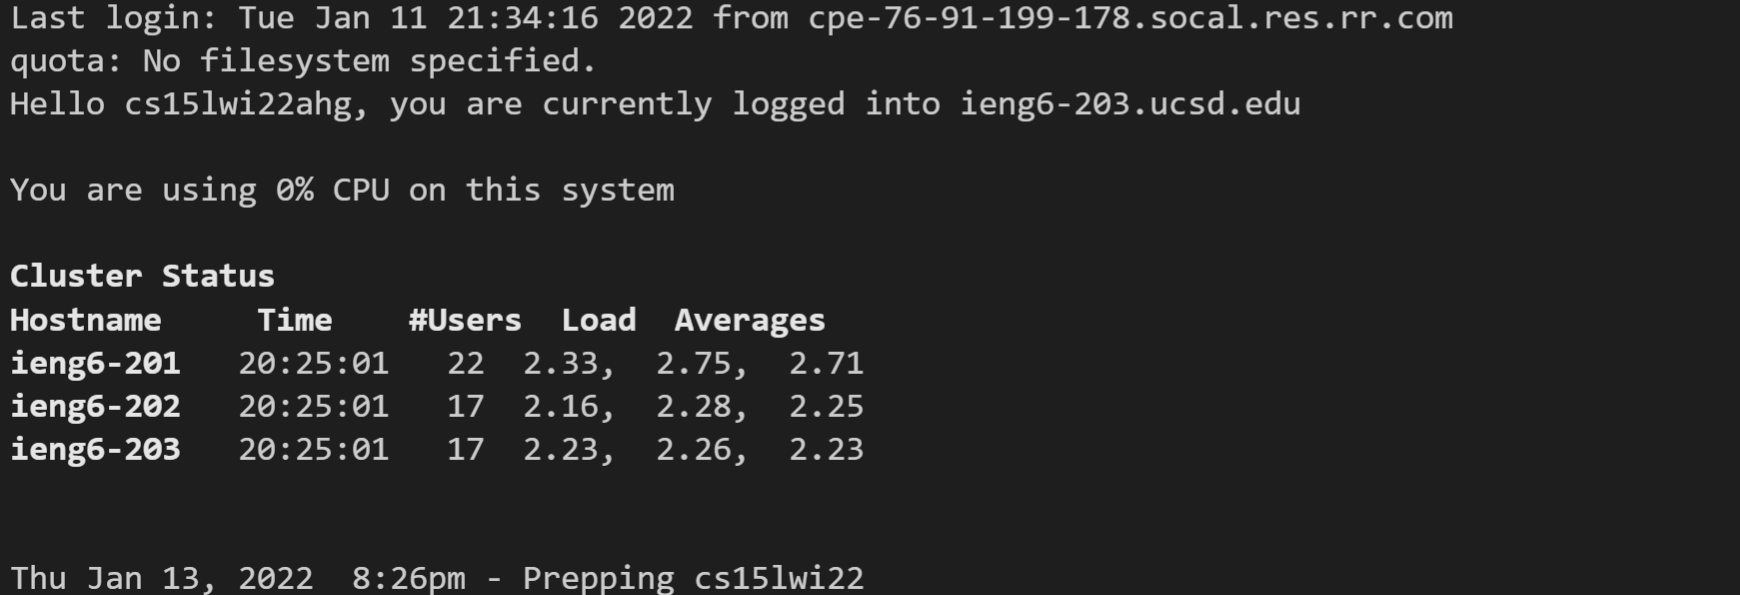 Last login: Tue Jan 11 21:34:16 2022 from cpe-76-91-199-178.socal.res.rr.com
quota: No filesystem specified.
Hello cs15lwi22ahg, you are currently logged into ieng6-203.ucsd.edu
You are using 0% CPU on this system
Cluster Status
Hostname     Time    #Users  Load  Averages
ieng6-201   20:25:01   22  2.33,  2.75,  2.71
ieng6-202   20:25:01   17  2.16,  2.28,  2.25
ieng6-203   20:25:01   17  2.23,  2.26,  2.23
Thu Jan 13, 2022  8:26pm - Prepping cs15lwi22